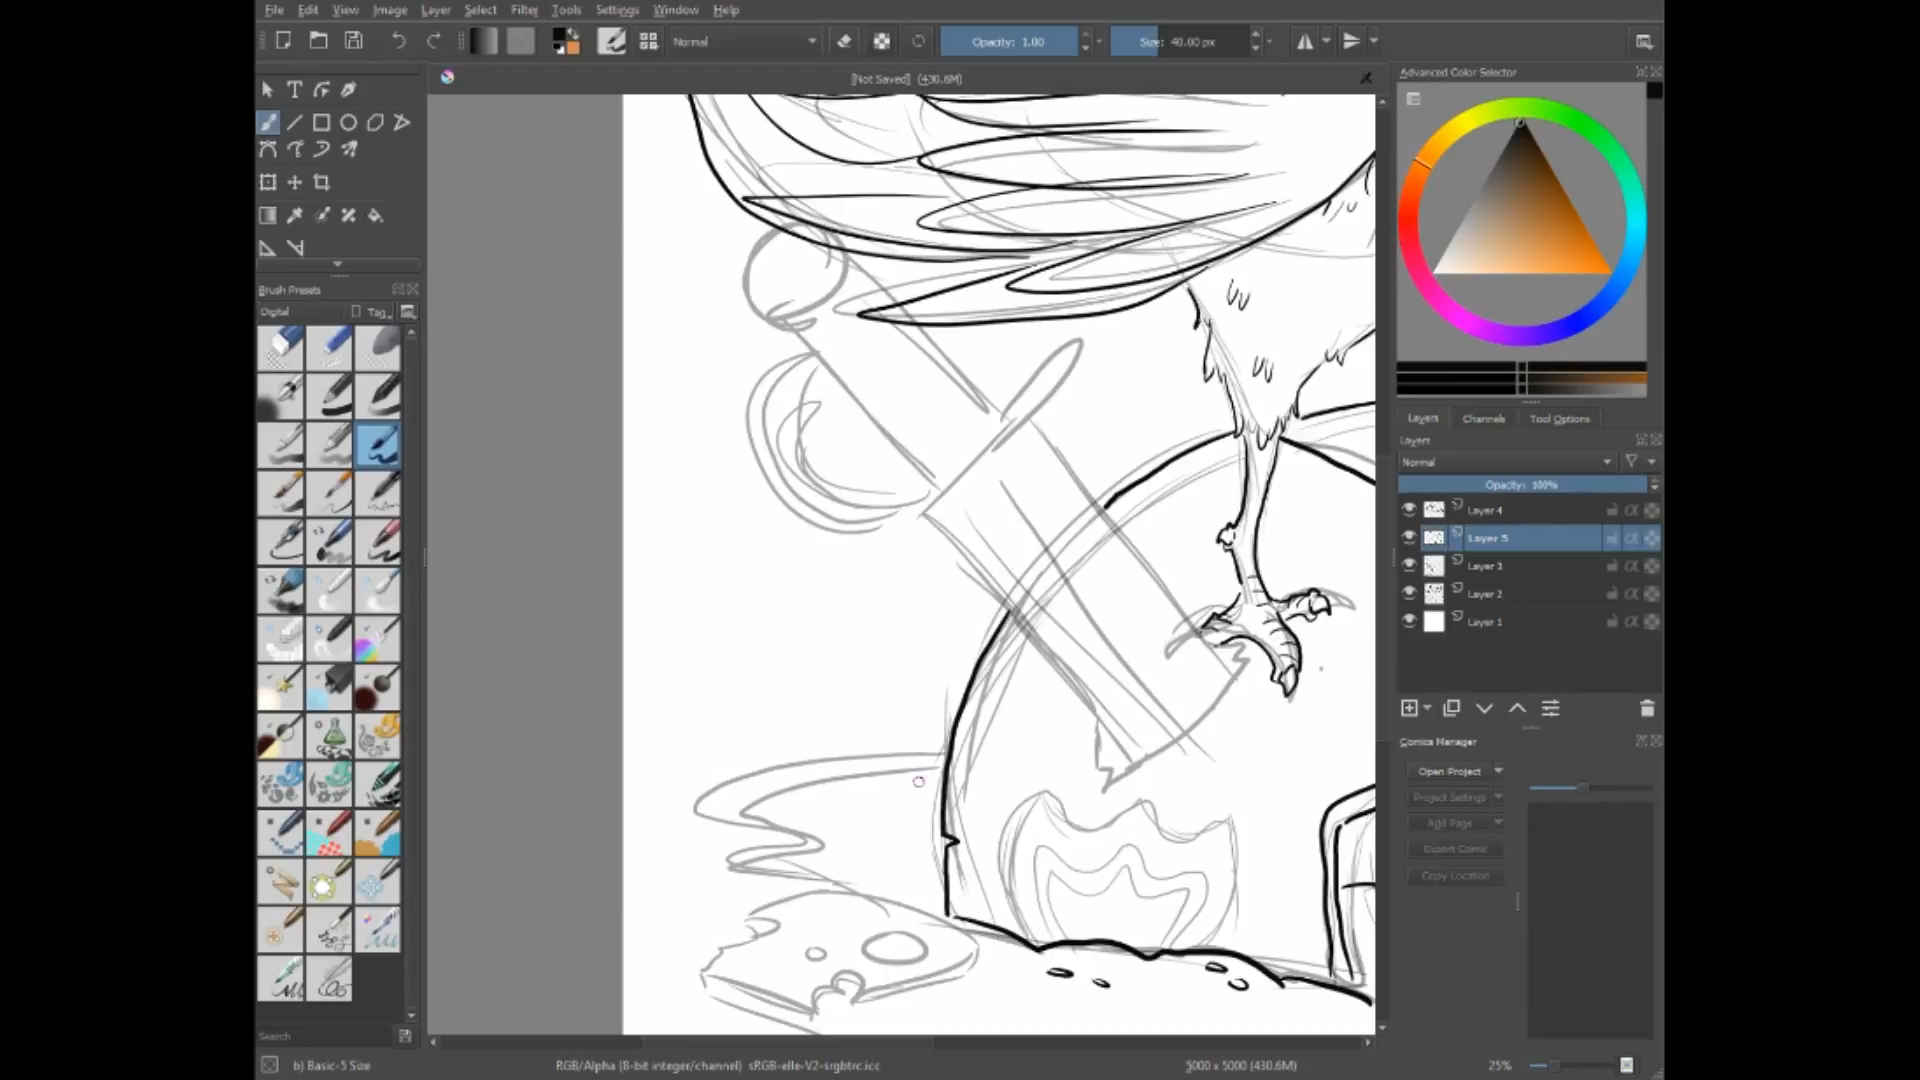 File Edit View Image Layer Select Filter Tools Settings Window Help
Normal Opacity: 1.00 Size: 40.00 px
[Not Saved] (430.6M)
Advanced Color Selector
Brush Presets
Digital Tag
Layers Channels Tool Options
Layers
Normal
Opacity: 100%
Layer 4
Layer 5
Layer 3
Layer 2
Layer 1
Comics Manager
Open Project
Project Settings
Add Page
Export Comic
Copy Location
Search
b) Basic-5 Size RGB/Alpha (8-bit integer/channel) sRGB-elle-V2-srgbtrc.icc 5000 x 5000 (430.6M) 25%